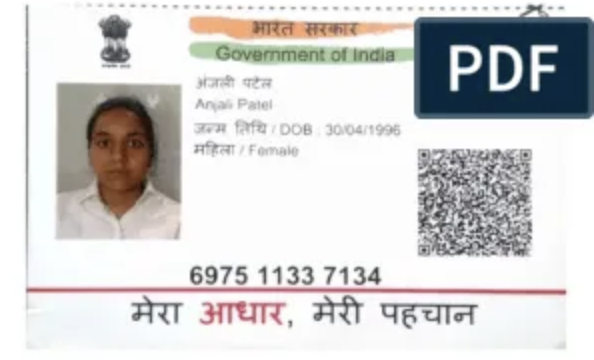 भारत सरकार
Government of India
PDF
अंजली पटेल
Anjali Patel
जन्म तिथि / DOB : 30/04/1996
महिला / Female
6975 1133 7134
मेरा आधार, मेरी पहचान